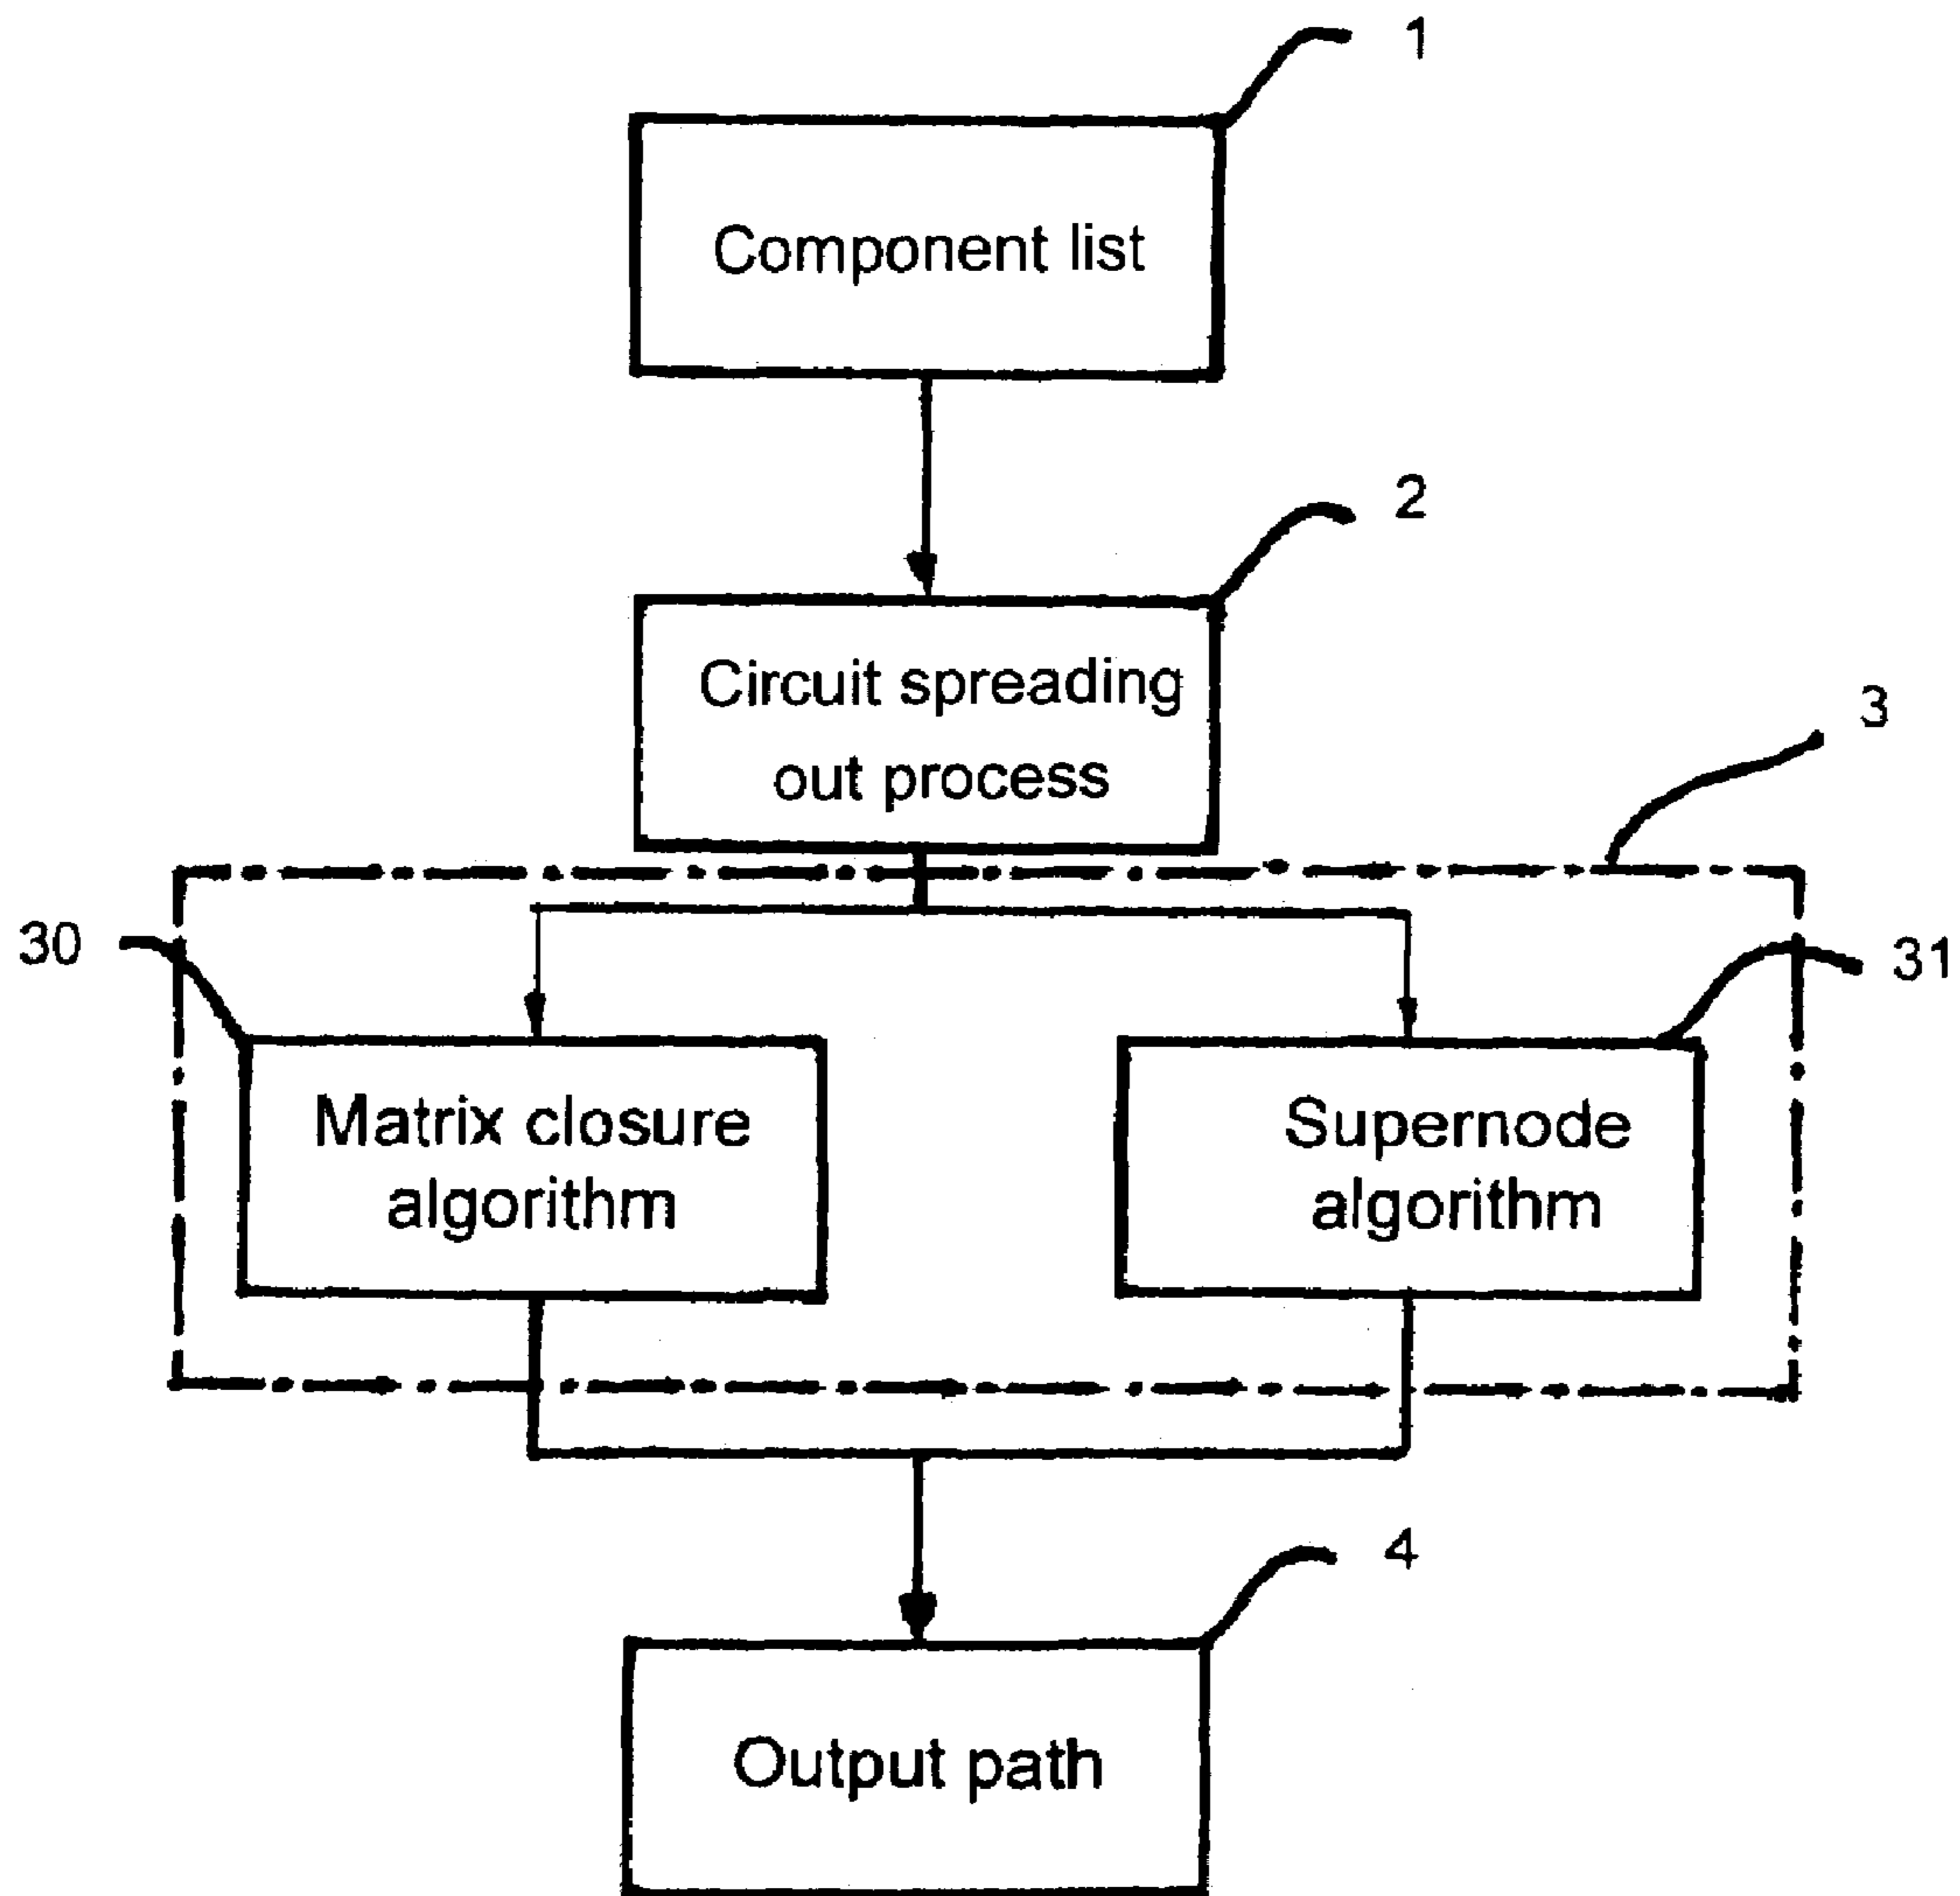 1
Component list
2
Circuit spreading
out process
3
30
31
Matrix closure
algorithm
Supernode
algorithm
4
Output path